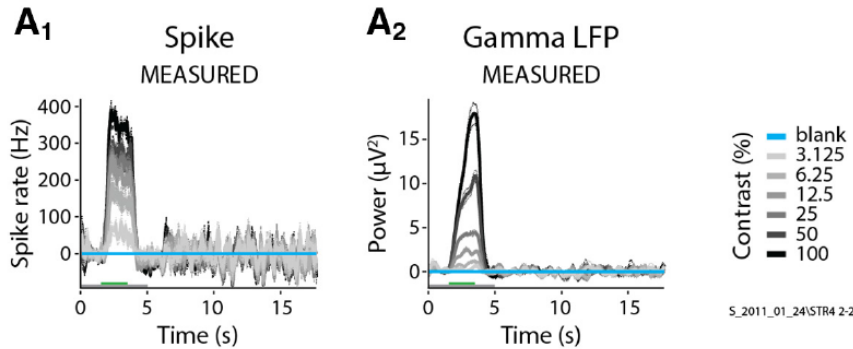 A1
Spike
MEASURED
Spike rate (Hz)
400
300
200
100
0
0
5
10
15
Time (s)
A2
Gamma LFP
MEASURED
Power (µV²)
15
10
5
0
0
5
10
15
Time (s)
Contrast (%)
blank
3.125
6.25
12.5
25
50
100
S_2011_01_24\STR4 2-2